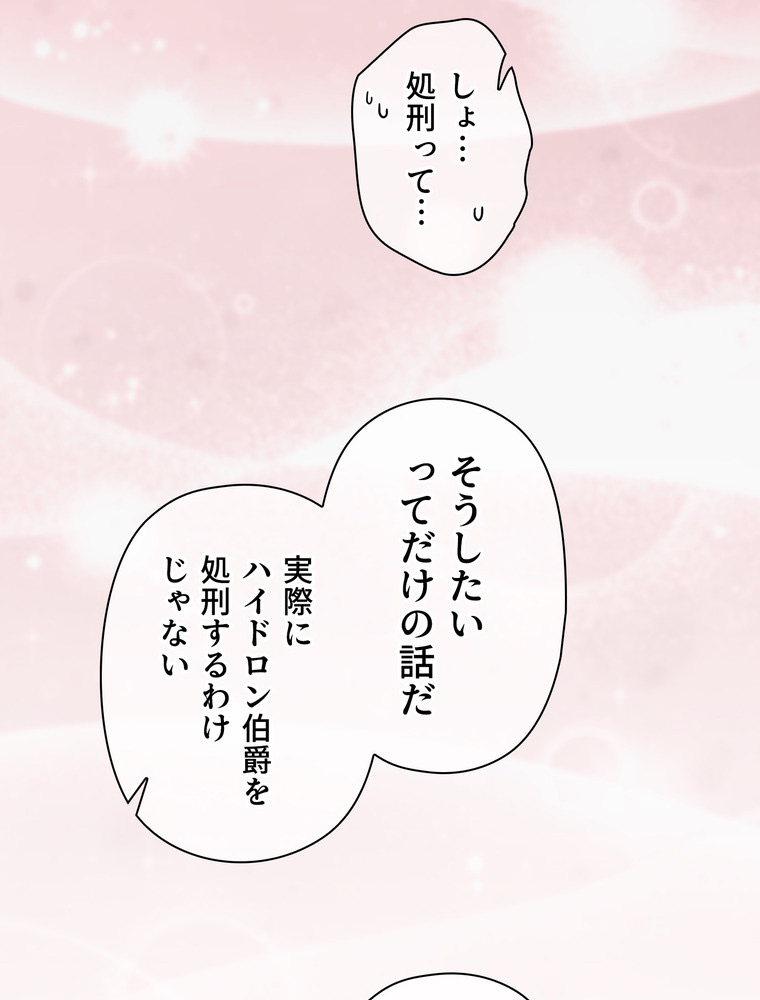 しょ…
処刑って…
そうしたい
ってだけの話だ
実際に
ハイドロン伯爵を
処刑するわけ
じゃない